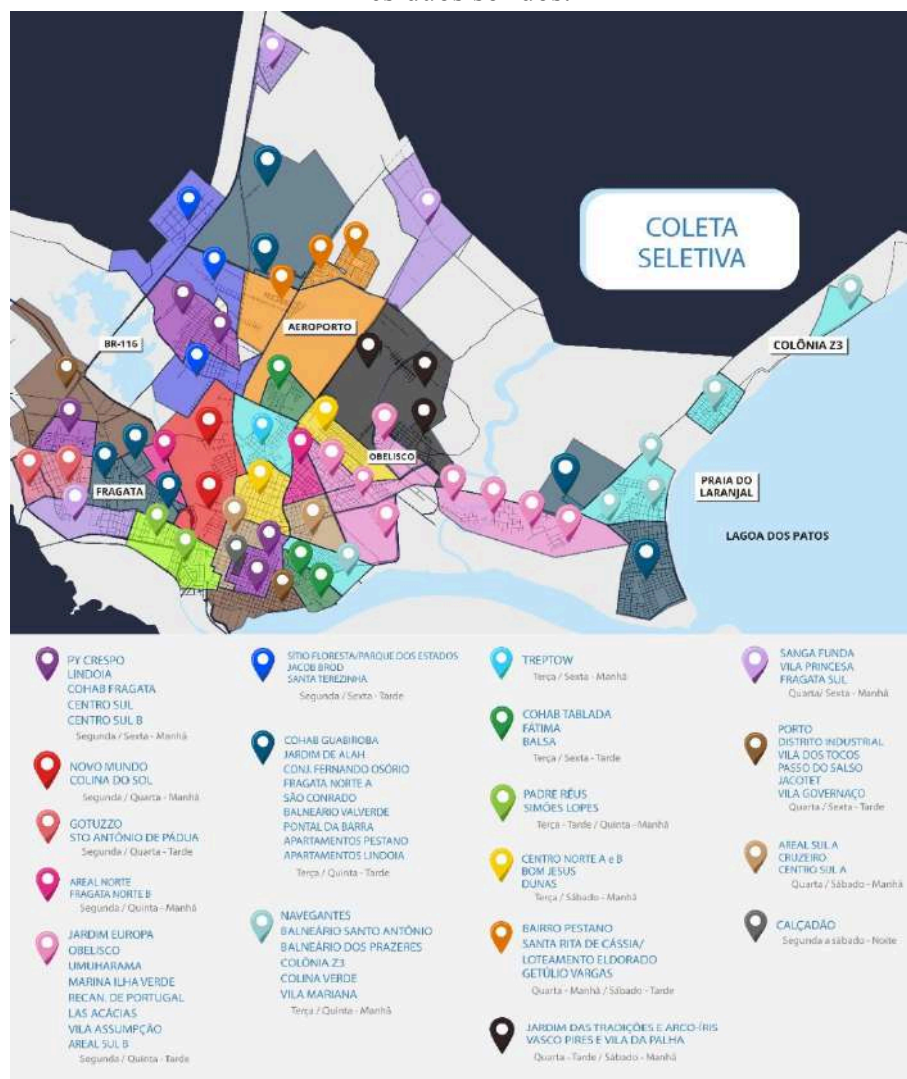 COLETA
SELETIVA
AEROPORTO
BR-116
COLÔNIA Z3
OBELISCO
FRAGATA
PRAIA DO
LARANJAL
LAGOA DOS PATOS
PY CRESPO
LINDOIA
COHAB FRAGATA
CENTRO SUL
CENTRO SUL B
Segunda / Sexta - Manhã
NOVO MUNDO
COLINA DO SOL
Segunda / Quarta - Manhã
GOTUZZO
STO ANTÔNIO DE PÁDUA
Segunda / Quarta - Tarde
AREAL NORTE
FRAGATA NORTE B
Segunda / Quinta - Manhã
JARDIM EUROPA
OBELISCO
UMUHARAMA
MARINA ILHA VERDE
RECAN. DE PORTUGAL
LAS ACÁCIAS
VILA ASSUMPÇÃO
AREAL SUL B
Segunda / Quinta - Tarde
SÍTIO FLORESTA/PARQUE DOS ESTADOS
JACOB BROD
SANTA TEREZINHA
Segunda / Sexta - Tarde
COHAB GUABIROBA
JARDIM DE ALAH
CONJ. FERNANDO OSÓRIO
FRAGATA NORTE A
SÃO CONRADO
BALNEÁRIO VALVERDE
PONTAL DA BARRA
APARTAMENTOS PESTANO
APARTAMENTOS LINDOIA
Terça / Quinta - Tarde
NAVEGANTES
BALNEÁRIO SANTO ANTÔNIO
BALNEÁRIO DOS PRAZERES
COLÔNIA Z3
COLINA VERDE
VILA MARIANA
Terça / Quinta - Manhã
TREPTOW
Terça / Sexta - Manhã
COHAB TABLADA
FÁTIMA
BALSA
Terça / Sexta - Tarde
PADRE RÉUS
SIMÕES LOPES
Terça - Tarde / Quinta - Manhã
CENTRO NORTE A e B
BOM JESUS
DUNAS
Terça / Sábado - Manhã
BAIRRO PESTANO
SANTA RITA DE CÁSSIA/
LOTEAMENTO ELDORADO
GETÚLIO VARGAS
Quarta - Manhã / Sábado - Tarde
JARDIM DAS TRADIÇÕES E ARCO-ÍRIS
VASCO PIRES E VILA DA PALHA
Quarta - Tarde / Sábado - Manhã
SANGA FUNDA
VILA PRINCESA
FRAGATA SUL
Quarta/ Sexta - Manhã
PORTO
DISTRITO INDUSTRIAL
VILA DOS TOCOS
PASSO DO SALSO
JACOTET
VILA GOVERNAÇO
Quarta / Sexta - Tarde
AREAL SUL A
CRUZEIRO
CENTRO SUL A
Quarta / Sábado - Manhã
CALÇADÃO
Segunda a sábado - Noite